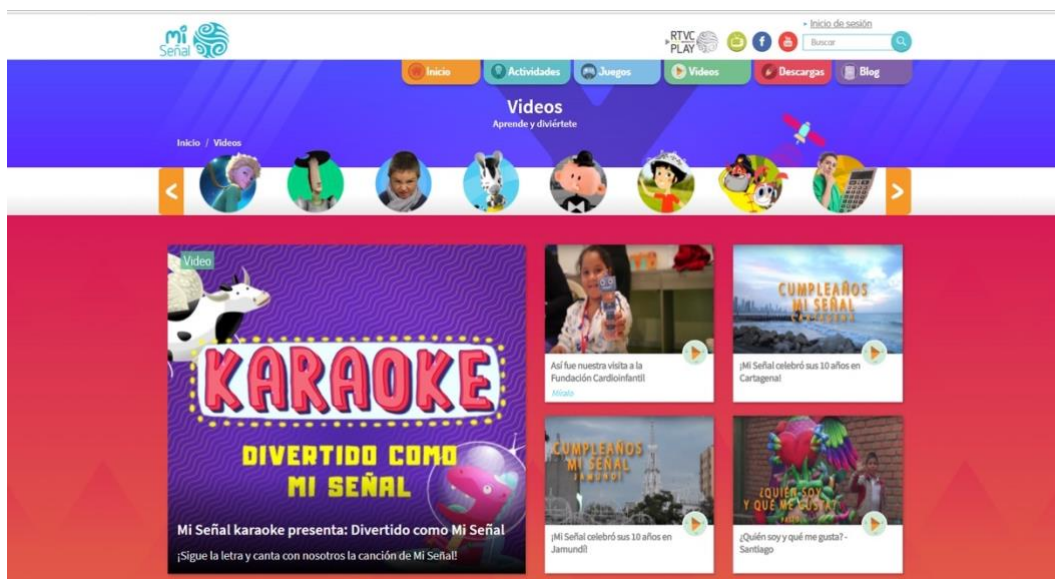 mi
Señal
RTVC
PLAY
Inicio de sesión
Buscar
Inicio
Actividades
Juegos
Videos
Descargas
Blog
Videos
Aprende y diviértete
Inicio / Videos
<
>
Video
KARAOKE
DIVERTIDO COMO
MI SEÑAL
Mi Señal karaoke presenta: Divertido como Mi Señal
¡Sigue la letra y canta con nosotros la canción de Mi Señal!
Así fue nuestra visita a la
Fundación Cardioinfantil
Míralo
CUMPLEAÑOS
MI SEÑAL
CARTAGENA
¡Mi Señal celebró sus 10 años en
Cartagena!
CUMPLEAÑOS
MI SEÑAL
JAMUNDÍ
¡Mi Señal celebró sus 10 años en
Jamundí!
¿QUIÉN SOY
Y QUÉ ME GUSTA?
¿Quién soy y qué me gusta? -
Santiago